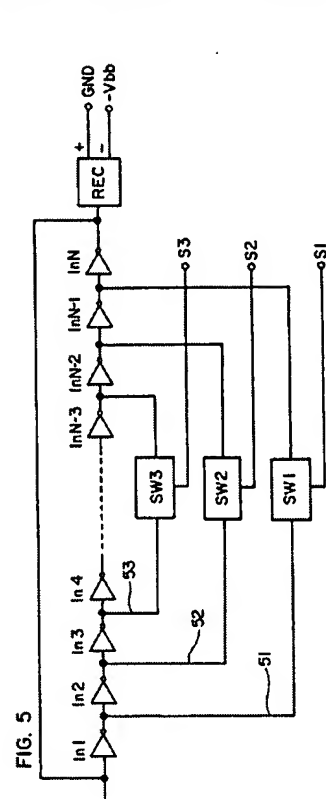 FIG. 5
In1
In2
In3
In4
InN-3
InN-2
InN-1
InN
REC
+
GND
-
-Vbb
53
SW3
S3
52
SW2
S2
51
SW1
S1